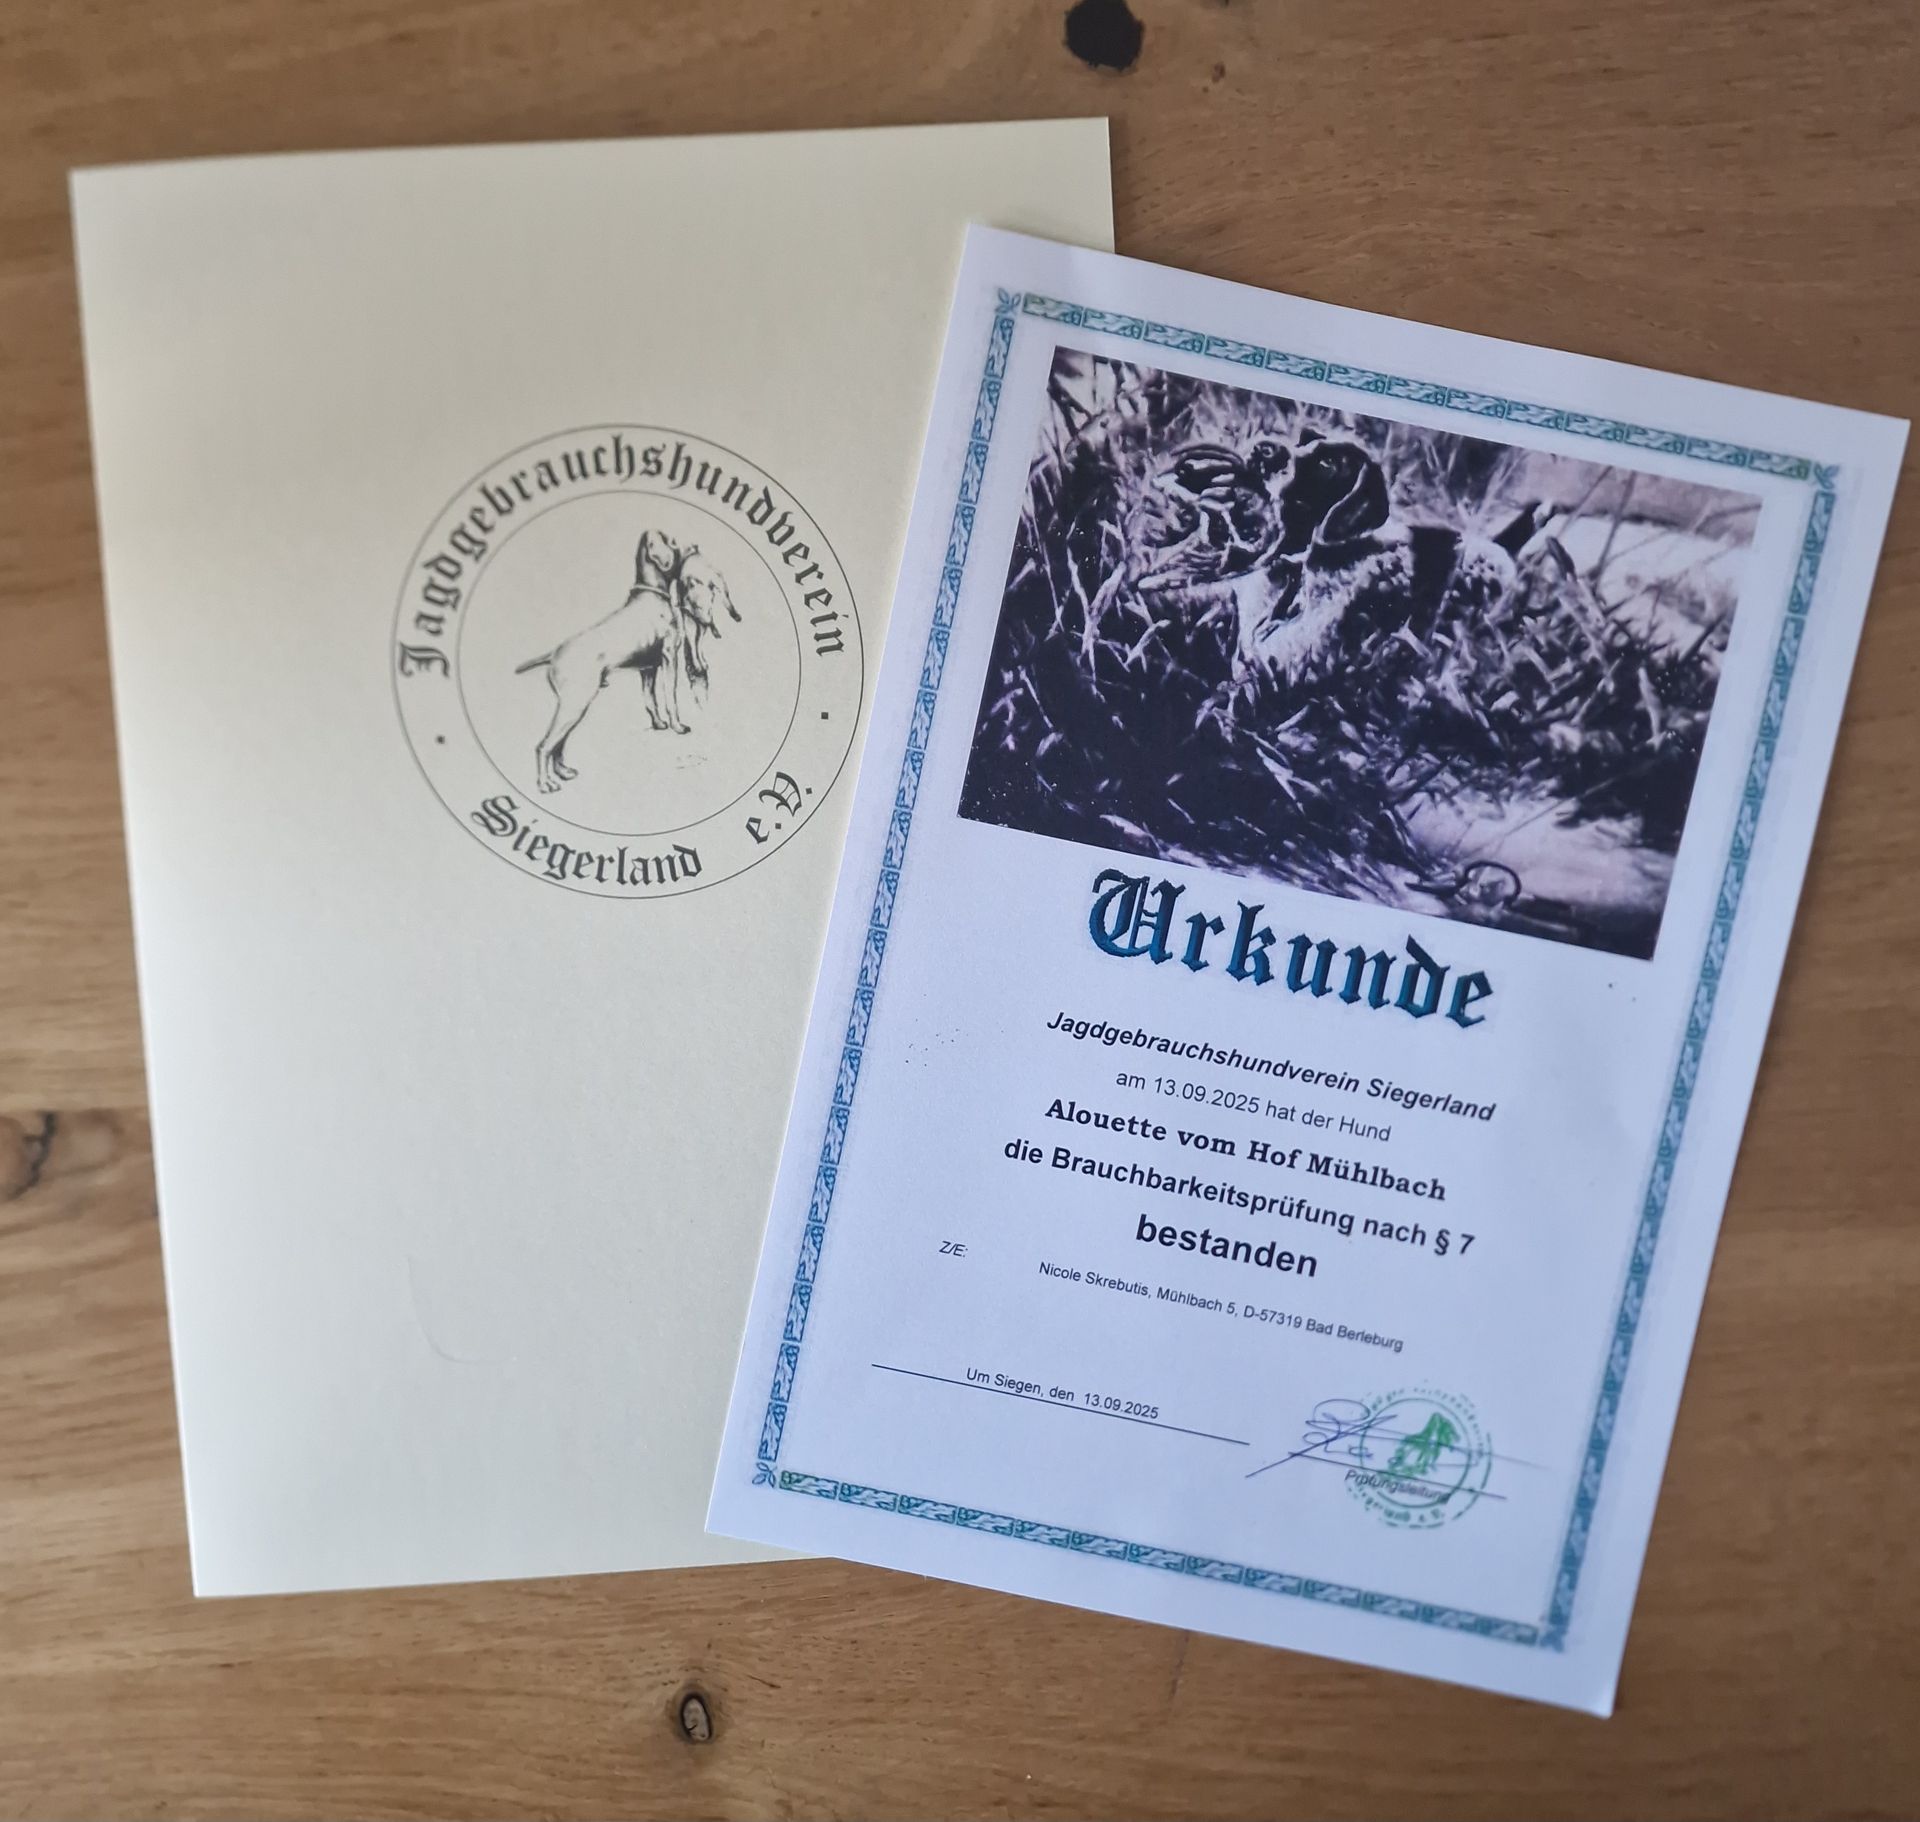 Jagdgebrauchshundverein
Siegerland e.V.
Urkunde
Jagdgebrauchshundverein Siegerland
am 13.09.2025 hat der Hund
Alouette vom Hof Mühlbach
die Brauchbarkeitsprüfung nach § 7
bestanden
Z/E:
Nicole Skrebutis, Mühlbach 5, D-57319 Bad Berleburg
Um Siegen, den 13.09.2025
Prüfungsleitung